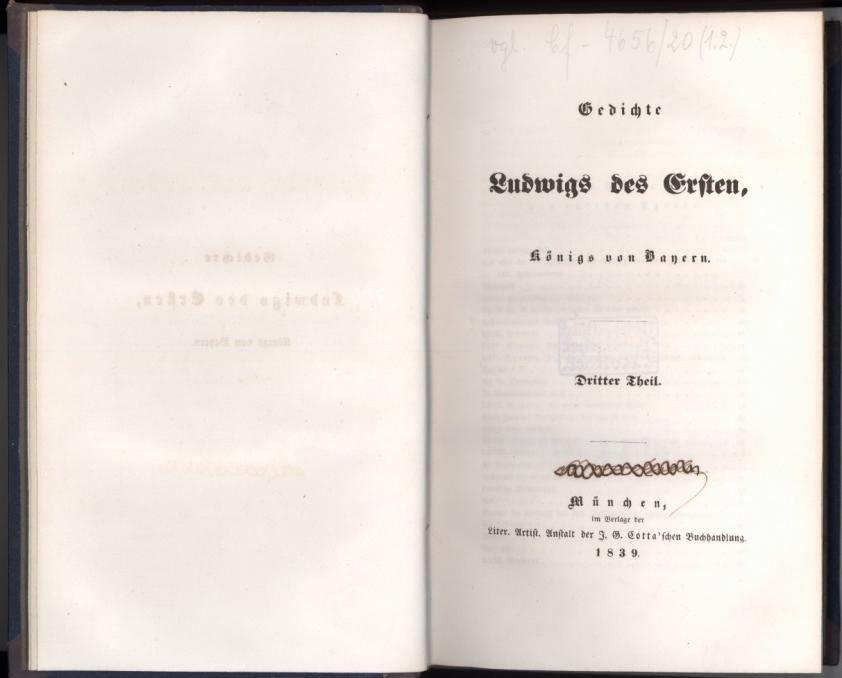 vgl. Cf - 4656/20 (1.2.)
Gedichte
Ludwigs des Ersten,
Königs von Bayern.
Dritter Theil.
München,
im Verlage der
Liter. Artist. Anstalt der J. G. Cotta'schen Buchhandlung.
1839.